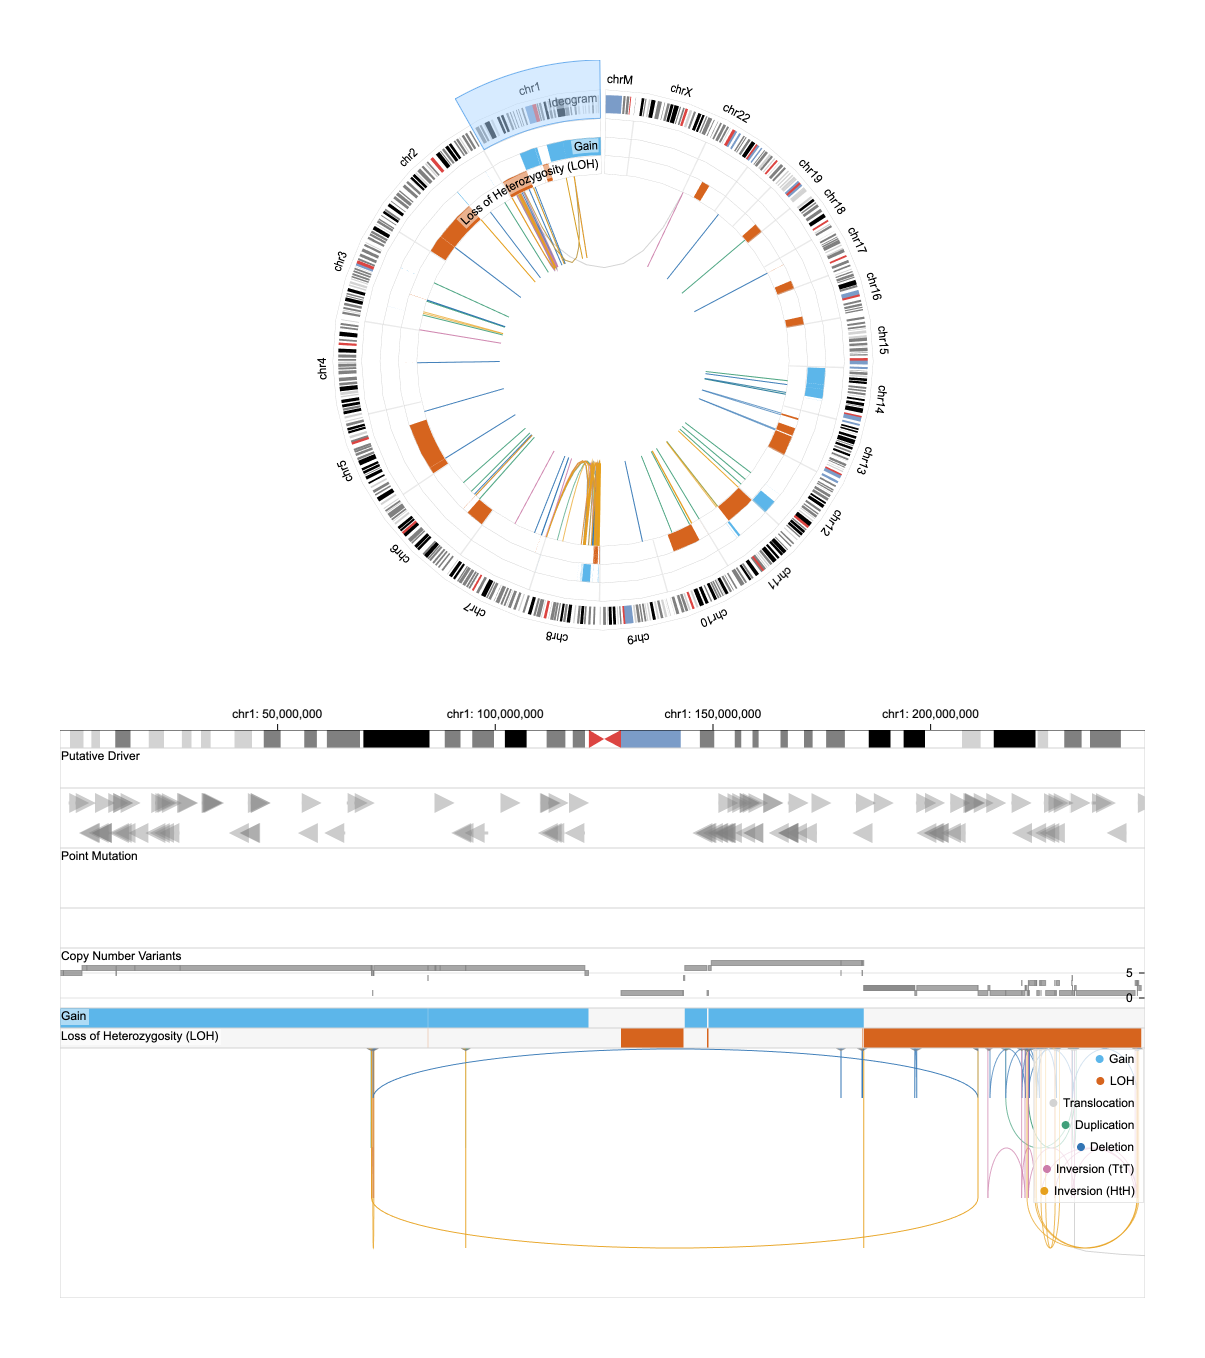 chrM
chrX
chr22
chr19
chr18
chr17
chr16
chr15
chr14
chr13
chr12
chr11
chr10
chr9
chr8
chr7
chr6
chr5
chr4
chr3
chr2
chr1
Ideogram
Gain
Loss of Heterozygosity (LOH)
chr1: 50,000,000
chr1: 100,000,000
chr1: 150,000,000
chr1: 200,000,000
Putative Driver
Point Mutation
Copy Number Variants
5
0
Gain
Loss of Heterozygosity (LOH)
Gain
LOH
Translocation
Duplication
Deletion
Inversion (TtT)
Inversion (HtH)